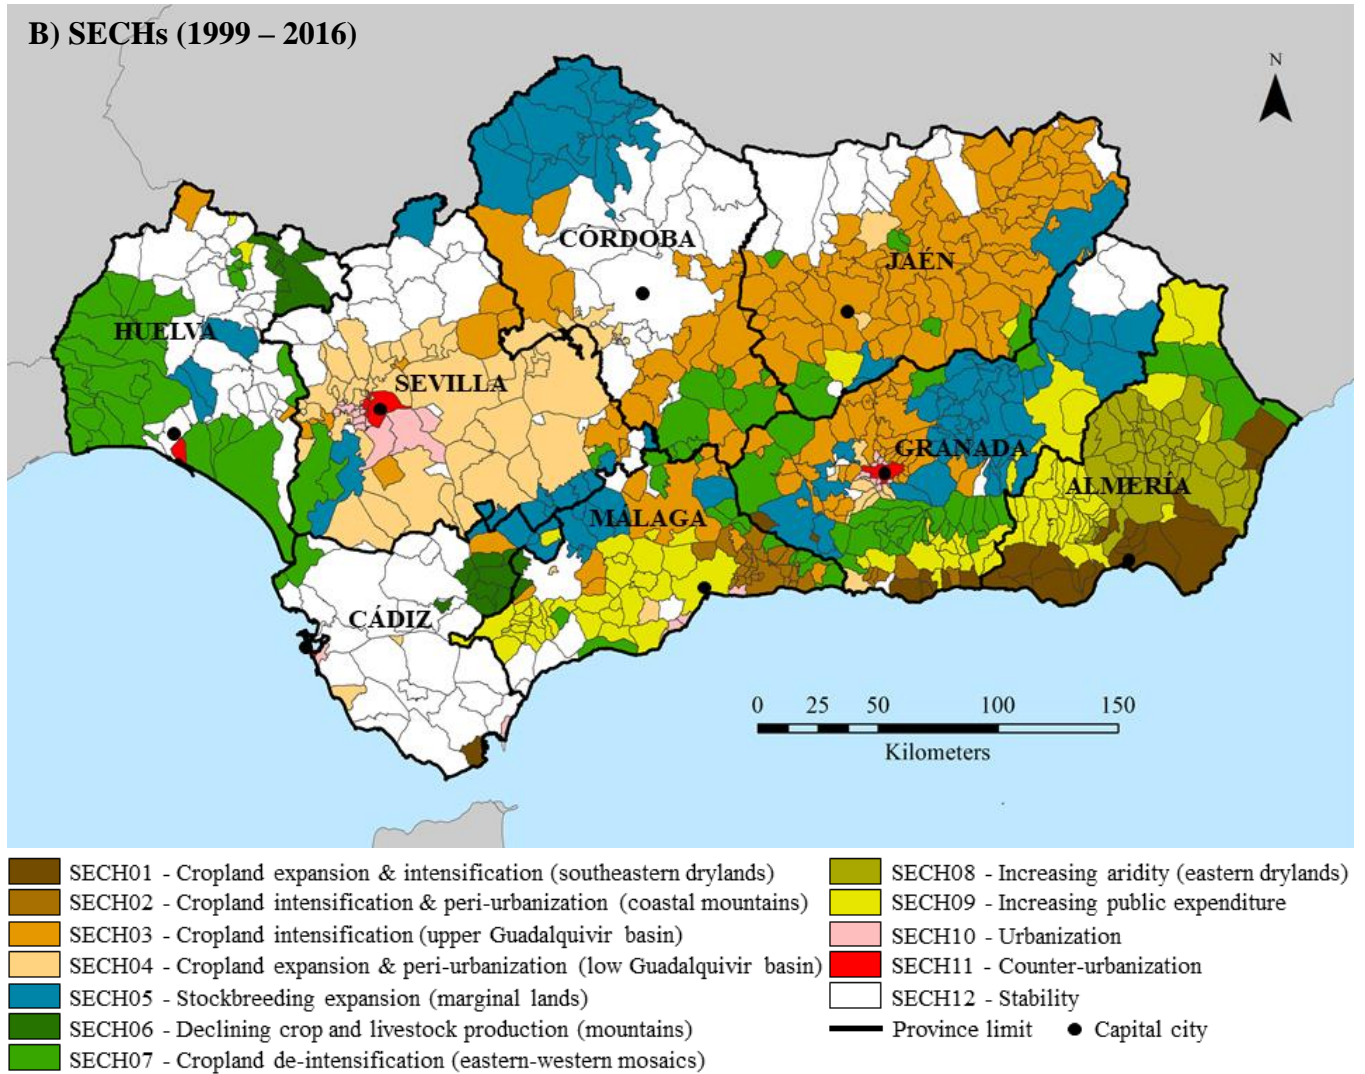 B) SECHs (1999 – 2016)
N
CÓRDOBA
JAÉN
HUELVA
SEVILLA
GRANADA
ALMERÍA
MÁLAGA
CÁDIZ
0 25 50 100 150
Kilometers
SECH01 - Cropland expansion & intensification (southeastern drylands)
SECH02 - Cropland intensification & peri-urbanization (coastal mountains)
SECH03 - Cropland intensification (upper Guadalquivir basin)
SECH04 - Cropland expansion & peri-urbanization (low Guadalquivir basin)
SECH05 - Stockbreeding expansion (marginal lands)
SECH06 - Declining crop and livestock production (mountains)
SECH07 - Cropland de-intensification (eastern-western mosaics)
SECH08 - Increasing aridity (eastern drylands)
SECH09 - Increasing public expenditure
SECH10 - Urbanization
SECH11 - Counter-urbanization
SECH12 - Stability
Province limit
Capital city